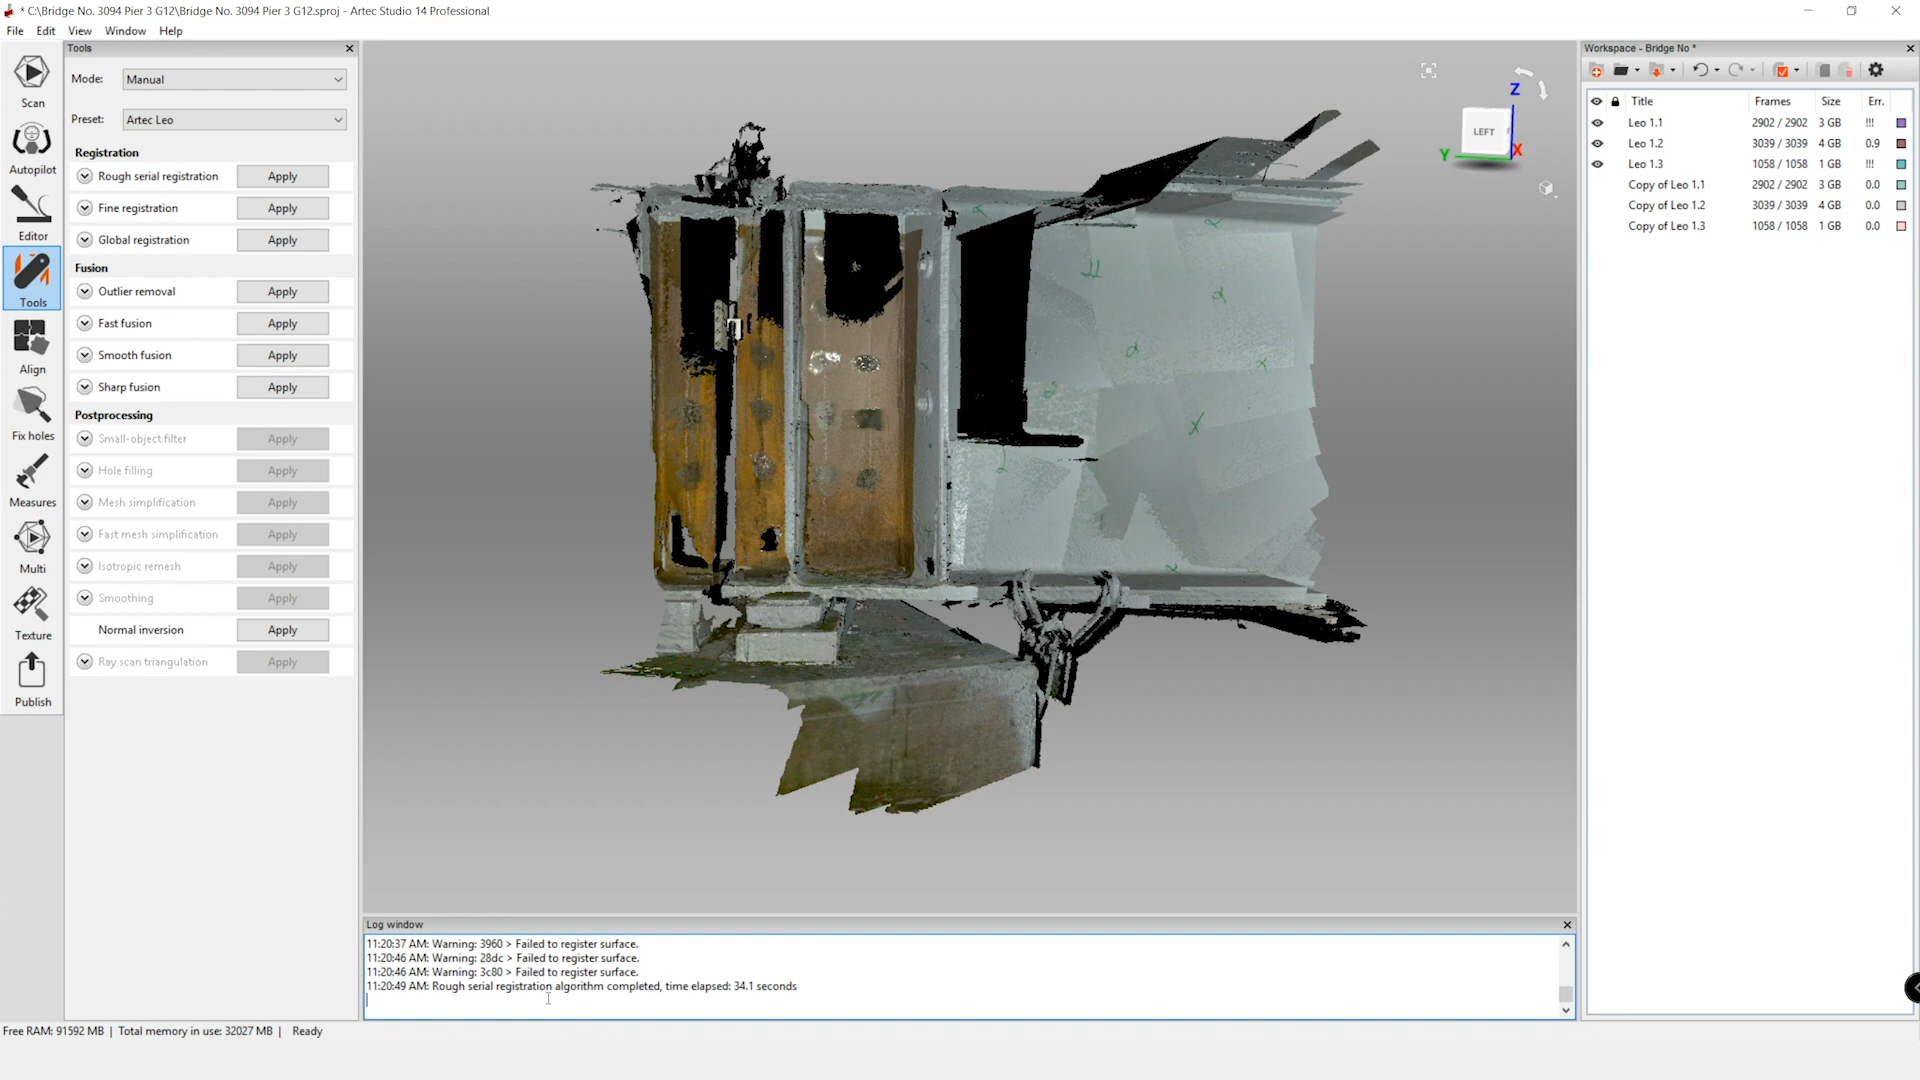 * C:\Bridge No. 3094 Pier 3 G12\Bridge No. 3094 Pier 3 G12.sproj - Artec Studio 14 Professional
File Edit View Window Help
Tools
Mode: Manual
Preset: Artec Leo
Registration
Rough serial registration Apply
Fine registration Apply
Global registration Apply
Fusion
Outlier removal Apply
Fast fusion Apply
Smooth fusion Apply
Sharp fusion Apply
Postprocessing
Small-object filter Apply
Hole filling Apply
Mesh simplification Apply
Fast mesh simplification Apply
Isotropic remesh Apply
Smoothing Apply
Normal inversion Apply
Ray scan triangulation Apply
Scan
Autopilot
Editor
Tools
Align
Fix holes
Measures
Multi
Texture
Publish
Z
LEFT
Y
X
Workspace - Bridge No *
Title Frames Size Err.
Leo 1.1 2902 / 2902 3 GB !!!
Leo 1.2 3039 / 3039 4 GB 0.9
Leo 1.3 1058 / 1058 1 GB !!!
Copy of Leo 1.1 2902 / 2902 3 GB 0.0
Copy of Leo 1.2 3039 / 3039 4 GB 0.0
Copy of Leo 1.3 1058 / 1058 1 GB 0.0
Log window
11:20:37 AM: Warning: 3960 > Failed to register surface.
11:20:46 AM: Warning: 28dc > Failed to register surface.
11:20:46 AM: Warning: 3c80 > Failed to register surface.
11:20:49 AM: Rough serial registration algorithm completed, time elapsed: 34.1 seconds
Free RAM: 91592 MB | Total memory in use: 32027 MB | Ready